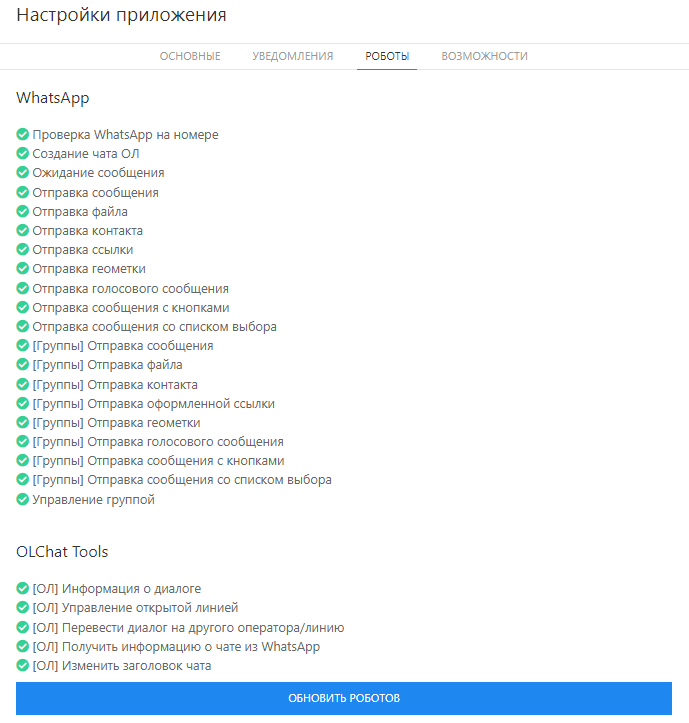 Настройки приложения
ОСНОВНЫЕ УВЕДОМЛЕНИЯ РОБОТЫ ВОЗМОЖНОСТИ
WhatsApp
Проверка WhatsApp на номере
Создание чата ОЛ
Ожидание сообщения
Отправка сообщения
Отправка файла
Отправка контакта
Отправка ссылки
Отправка геометки
Отправка голосового сообщения
Отправка сообщения с кнопками
Отправка сообщения со списком выбора
[Группы] Отправка сообщения
[Группы] Отправка файла
[Группы] Отправка контакта
[Группы] Отправка оформленной ссылки
[Группы] Отправка геометки
[Группы] Отправка голосового сообщения
[Группы] Отправка сообщения с кнопками
[Группы] Отправка сообщения со списком выбора
Управление группой
OLChat Tools
[ОЛ] Информация о диалоге
[ОЛ] Управление открытой линией
[ОЛ] Перевести диалог на другого оператора/линию
[ОЛ] Получить информацию о чате из WhatsApp
[ОЛ] Изменить заголовок чата
ОБНОВИТЬ РОБОТОВ